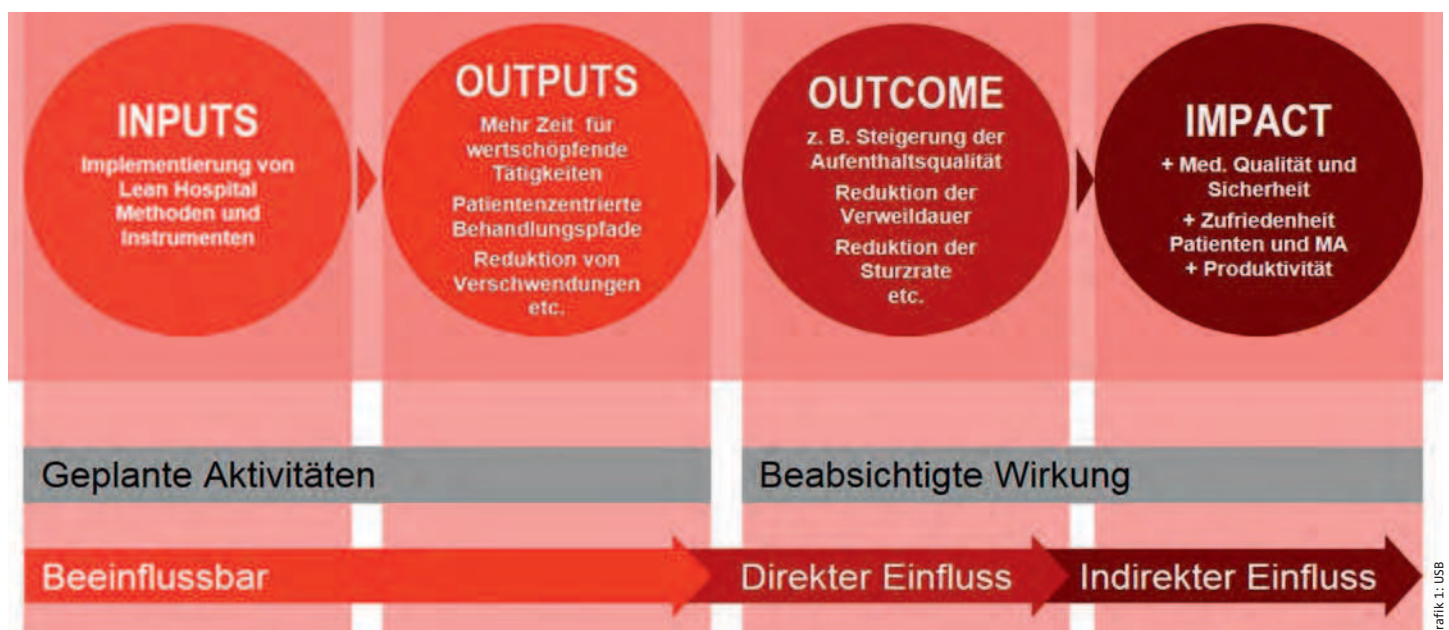 INPUTS
Implementierung von
Lean Hospital
Methoden und
Instrumenten
OUTPUTS
Mehr Zeit für
wertschöpfende
Tätigkeiten
Patientenzentrierte
Behandlungspfade
Reduktion von
Verschwendungen
etc.
OUTCOME
z. B. Steigerung der
Aufenthaltsqualität
Reduktion der
Verweildauer
Reduktion der
Sturzrate
etc.
IMPACT
+ Med. Qualität und
Sicherheit
+ Zufriedenheit
Patienten und MA
+ Produktivität
Geplante Aktivitäten
Beabsichtigte Wirkung
Beeinflussbar
Direkter Einfluss
Indirekter Einfluss
rafik 1: USB